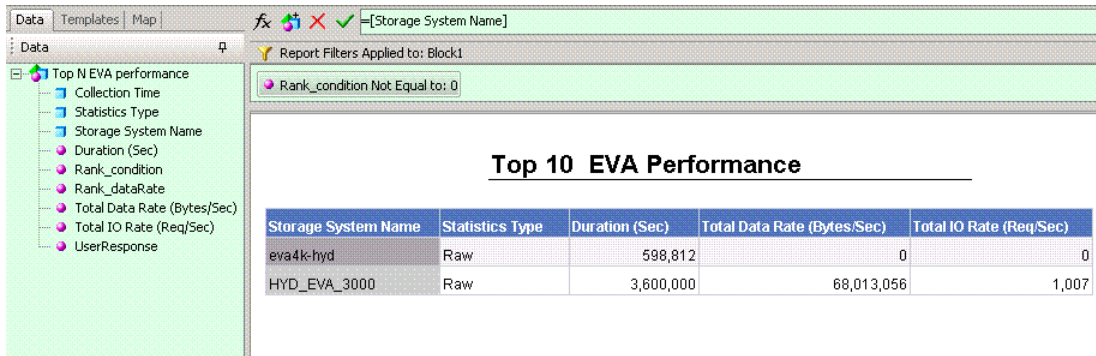 Data Templates Map
Data
Top N EVA performance
Collection Time
Statistics Type
Storage System Name
Duration (Sec)
Rank_condition
Rank_dataRate
Total Data Rate (Bytes/Sec)
Total IO Rate (Req/Sec)
UserResponse
fx =[Storage System Name]
Report Filters Applied to: Block1
Rank_condition Not Equal to: 0
Top 10 EVA Performance
Storage System Name Statistics Type Duration (Sec) Total Data Rate (Bytes/Sec) Total IO Rate (Req/Sec)
eva4k-hyd Raw 598,812 0 0
HYD_EVA_3000 Raw 3,600,000 68,013,056 1,007